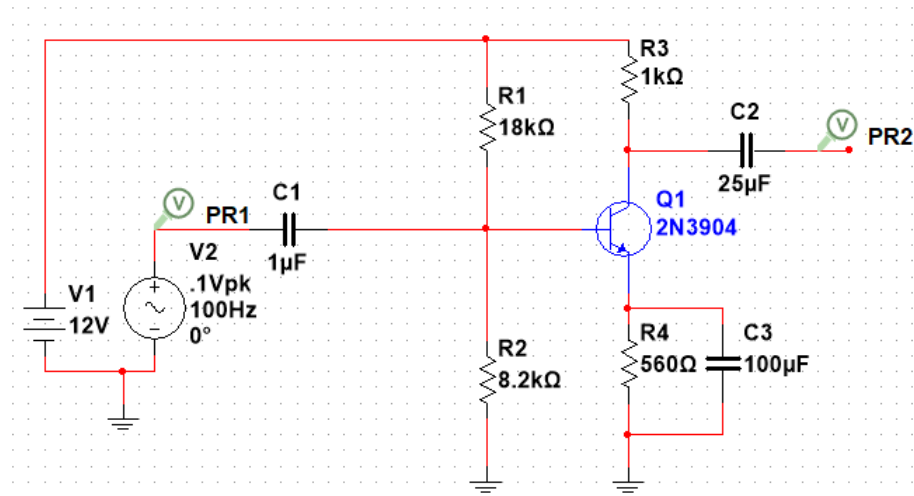 R3
1kΩ
R1
18kΩ
C2
V
PR2
25μF
V
PR1
C1
1μF
Q1
2N3904
V2
.1Vpk
100Hz
0°
V1
12V
R2
8.2kΩ
R4
560Ω
C3
100μF